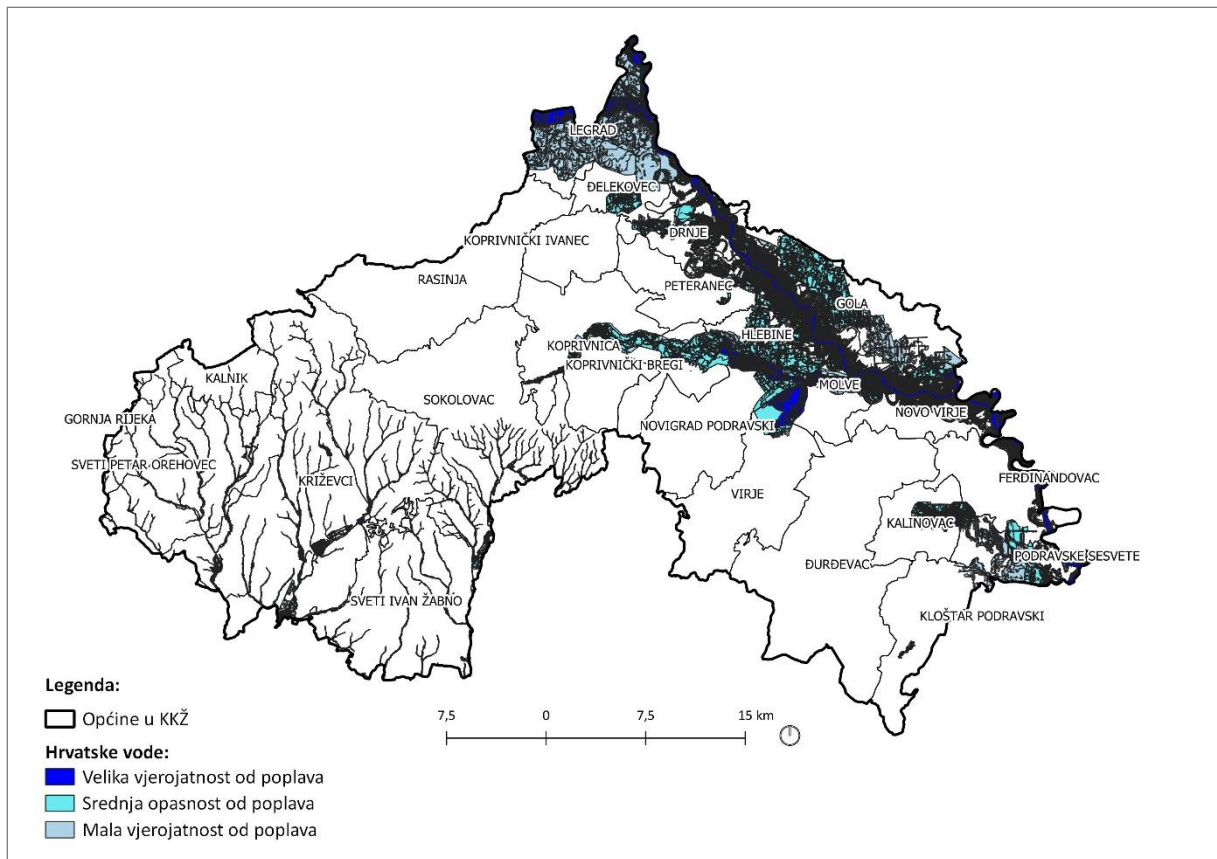 LEGRAD
ĐELEKOVEC
DRNJE
KOPRIVNIČKI IVANEC
RASINJA
PETERANEC
GOLA
HLEBINE
KOPRIVNICA
KOPRIVNIČKI BREGI
KALNIK
MOLVE
SOKOLOVAC
NOVO VIRJE
GORNJA RIJEKA
NOVIGRAD PODRAVSKI
SVETI PETAR OREHOVEC
KRIŽEVCI
FERDINANDOVAC
VIRJE
KALINOVAC
PODRAVSKE SESVETE
ĐURĐEVAC
SVETI IVAN ŽABNO
KLOŠTAR PODRAVSKI
Legenda:
Općine u KKŽ
7,5 0 7,5 15 km
Hrvatske vode:
Velika vjerojatnost od poplava
Srednja opasnost od poplava
Mala vjerojatnost od poplava